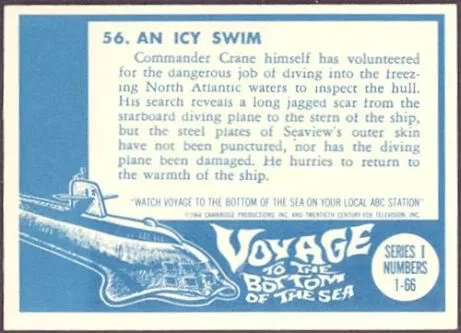 56. AN ICY SWIM
Commander Crane himself has volunteered
for the dangerous job of diving into the freez-
ing North Atlantic waters to inspect the hull.
His search reveals a long jagged scar from the
starboard diving plane to the stern of the ship,
but the steel plates of Seaview's outer skin
have not been punctured, nor has the diving
plane been damaged. He hurries to return to
the warmth of the ship.
"WATCH VOYAGE TO THE BOTTOM OF THE SEA ON YOUR LOCAL ABC STATION"
©1964 CAMBRIDGE PRODUCTIONS, INC. AND TWENTIETH CENTURY-FOX TELEVISION, INC.
VOYAGE
TO THE
BOTTOM
OF THE SEA
SERIES 1
NUMBERS
1-66